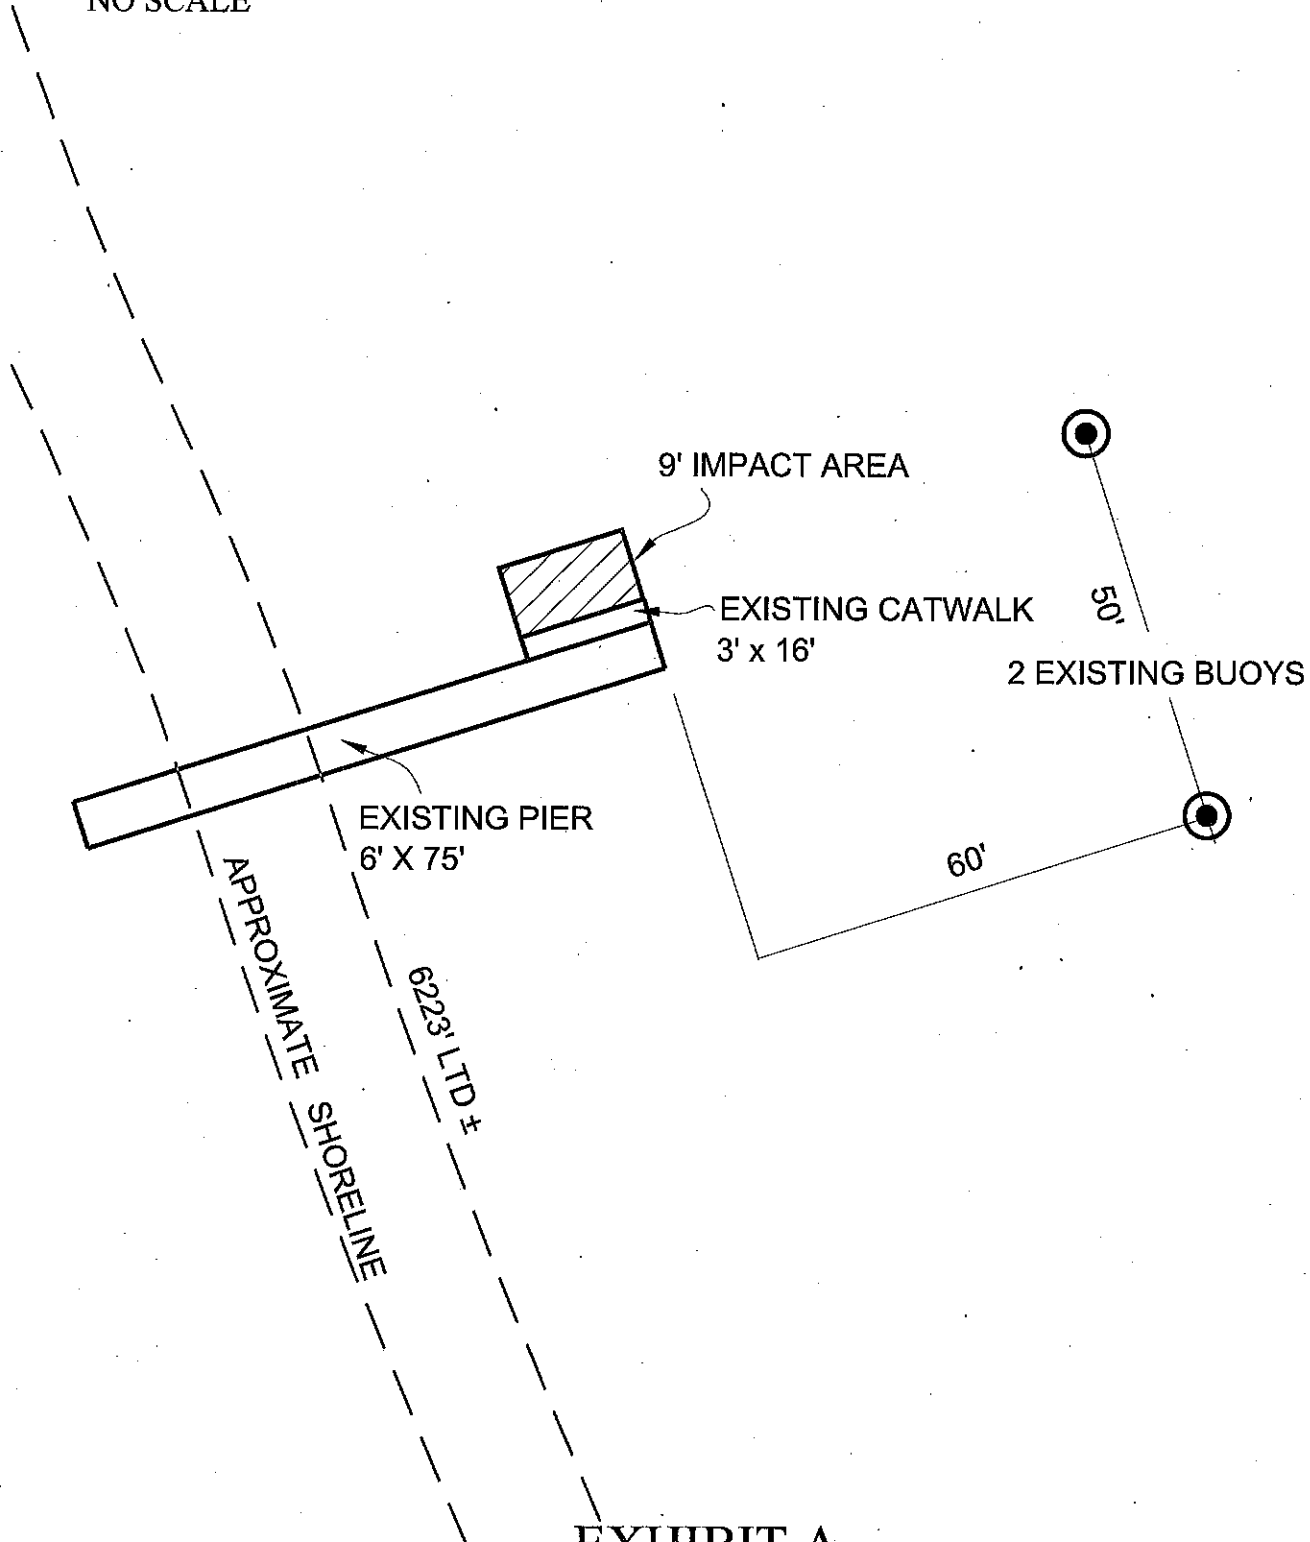 NO SCALE
9' IMPACT AREA
EXISTING CATWALK
3' x 16'
50'
2 EXISTING BUOYS
EXISTING PIER
6' X 75'
60'
APPROXIMATE SHORELINE
6223' LTD ±
EXHIBIT A